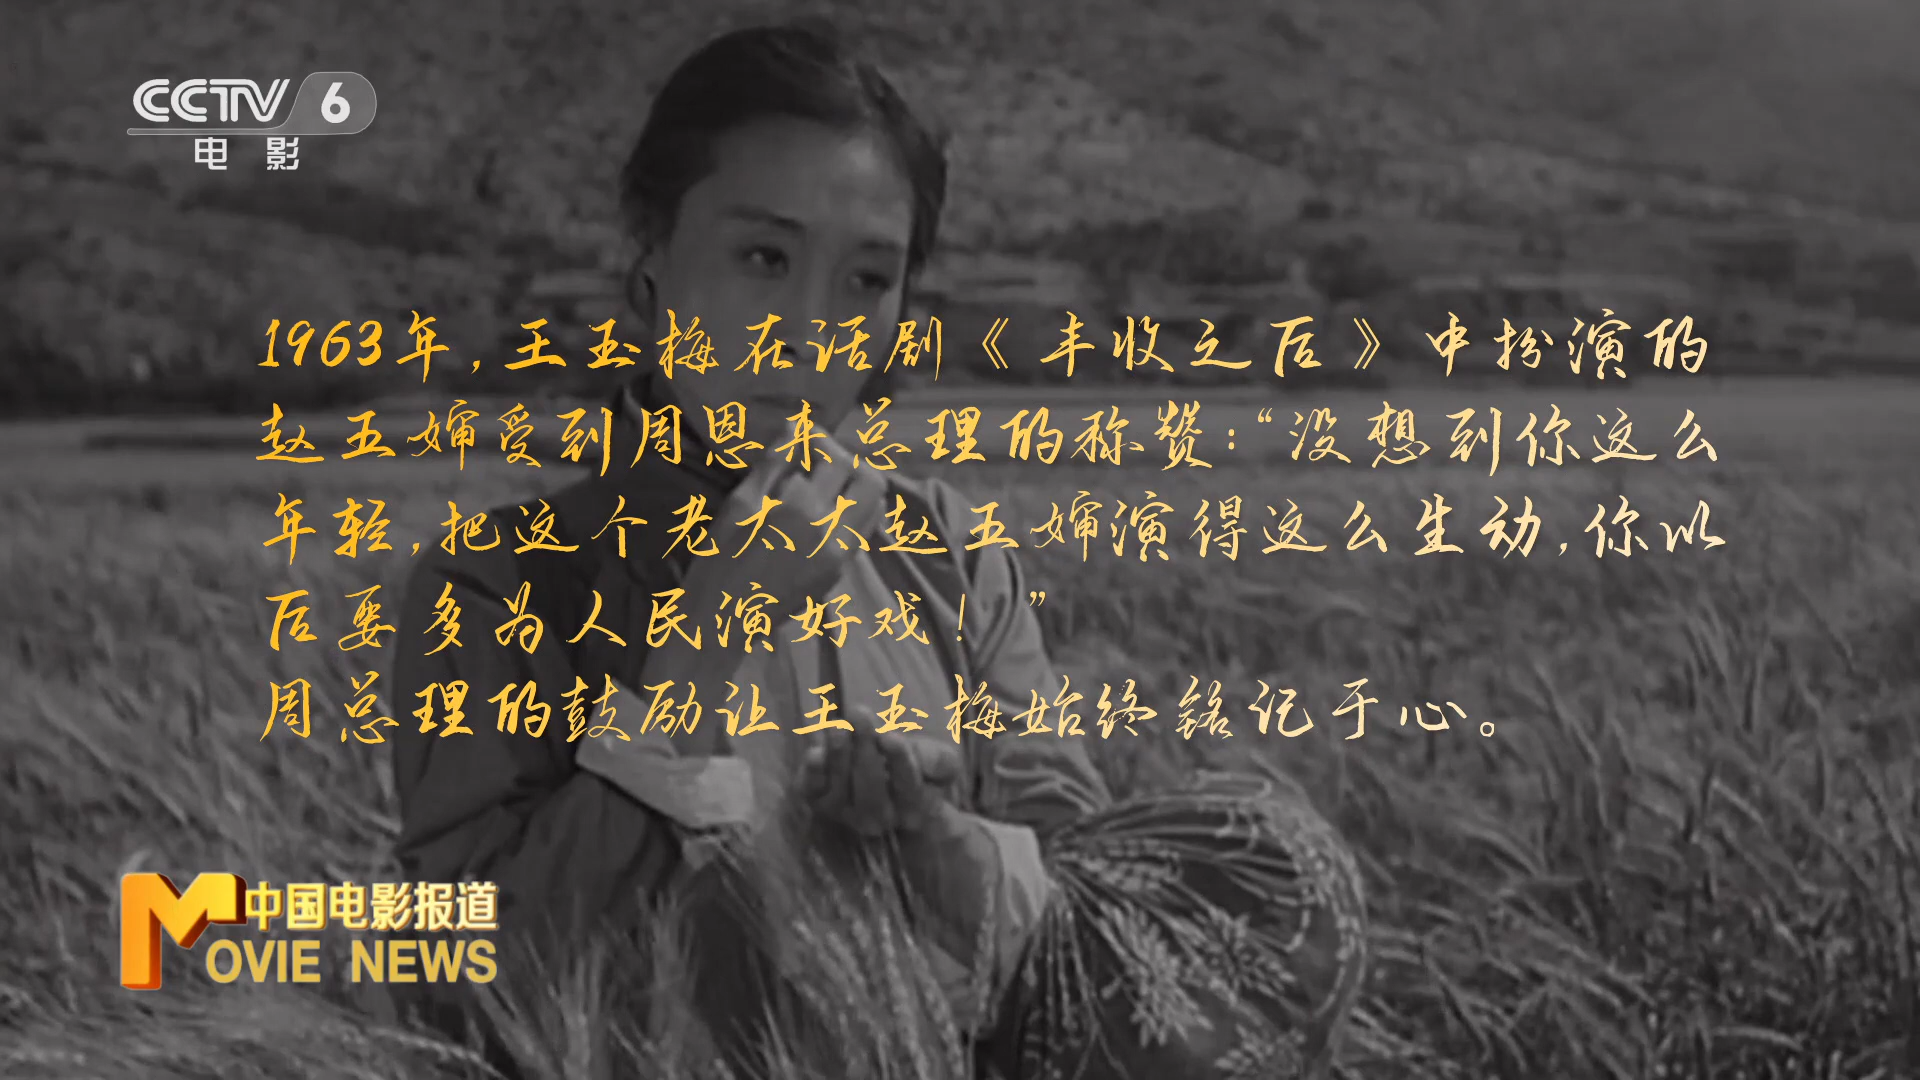 CCTV 6
电影
1963年,王玉梅在话剧《丰收之后》中扮演的
赵五婶受到周恩来总理的称赞:“没想到你这么
年轻,把这个老太太赵五婶演得这么生动,你以
后要多为人民演好戏!”
周总理的鼓励让王玉梅始终铭记于心。
中国电影报道
MOVIE NEWS